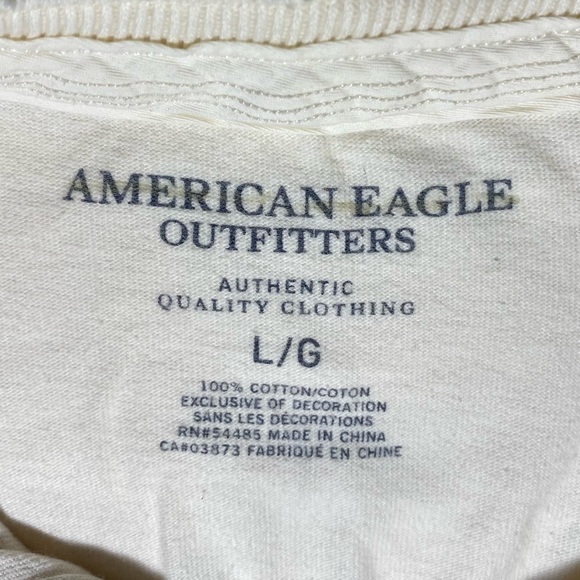 AMERICAN EAGLE
OUTFITTERS
AUTHENTIC
QUALITY CLOTHING
L/G
100% COTTON/COTON
EXCLUSIVE OF DECORATION
SANS LES DÉCORATIONS
RN#54485 MADE IN CHINA
CA#03873 FABRIQUÉ EN CHINE